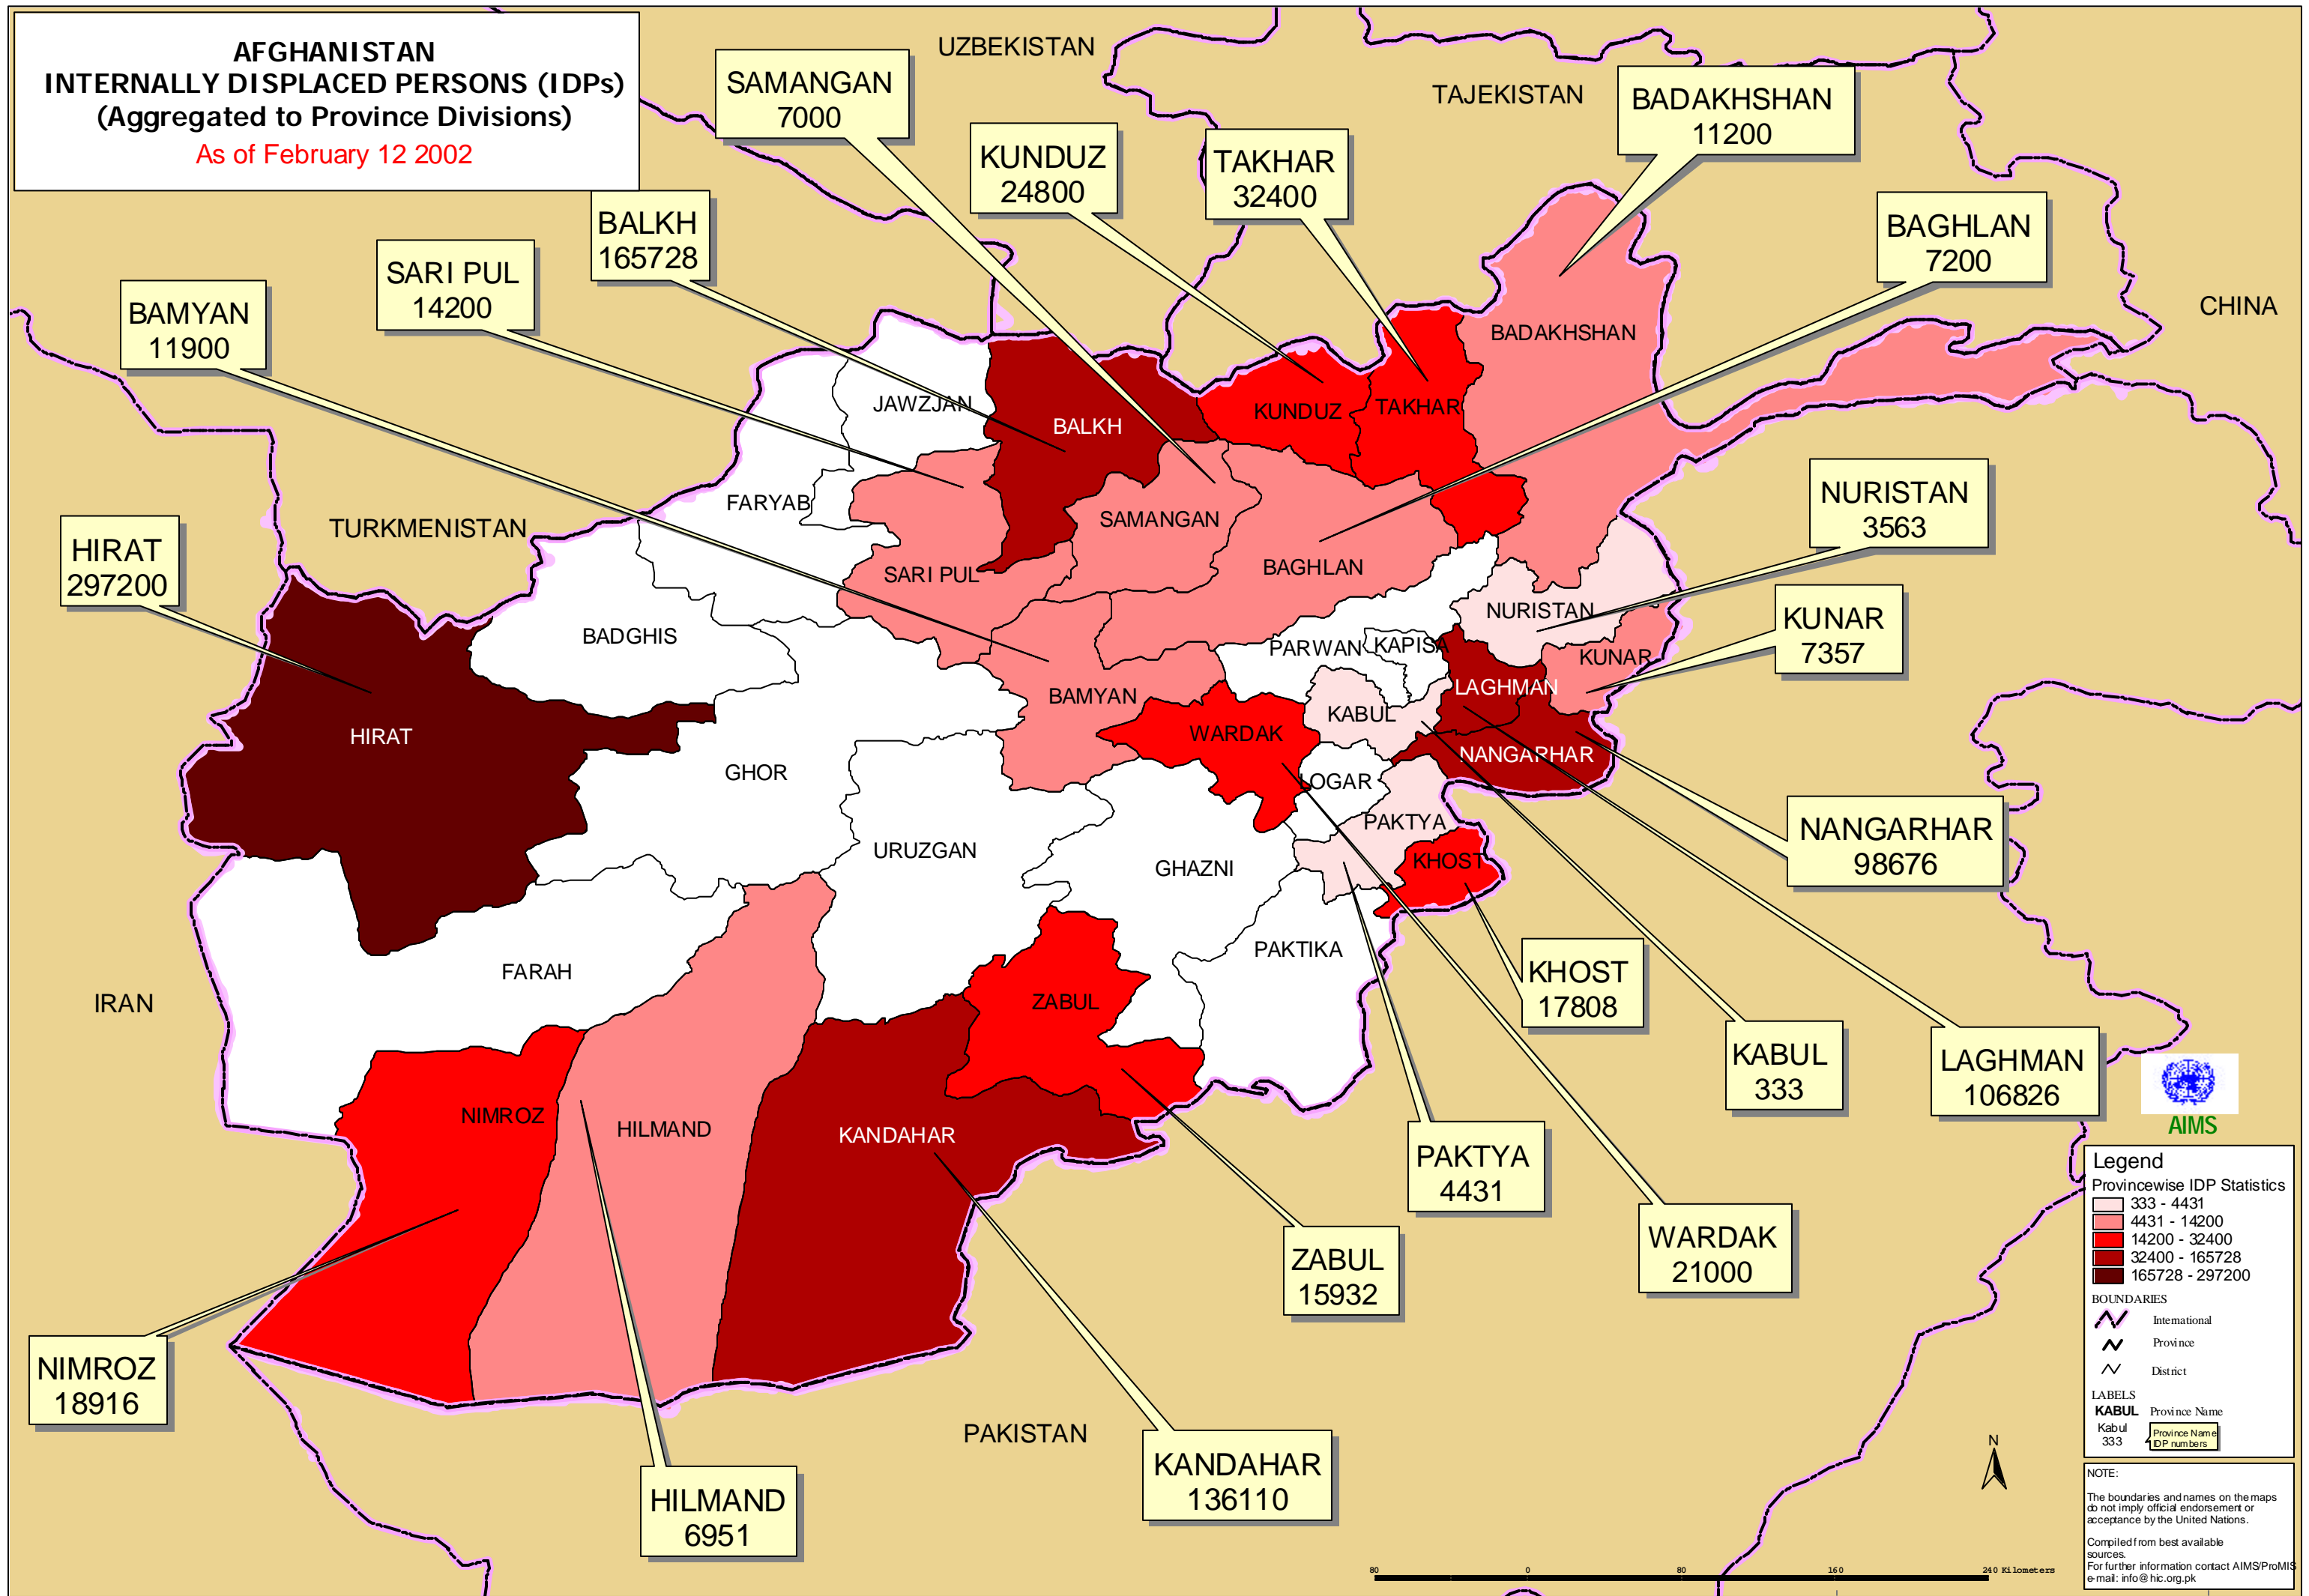 AFGHANISTAN
INTERNALLY DISPLACED PERSONS (IDPs)
(Aggregated to Province Divisions)
As of February 12 2002
UZBEKISTAN
TAJEKISTAN
CHINA
TURKMENISTAN
IRAN
PAKISTAN
SAMANGAN
7000
KUNDUZ
24800
TAKHAR
32400
BADAKHSHAN
11200
BAGHLAN
7200
BALKH
165728
SARI PUL
14200
BAMYAN
11900
HIRAT
297200
NURISTAN
3563
KUNAR
7357
NANGARHAR
98676
LAGHMAN
106826
KABUL
333
KHOST
17808
WARDAK
21000
PAKTYA
4431
ZABUL
15932
KANDAHAR
136110
HILMAND
6951
NIMROZ
18916
BADAKHSHAN
JAWZJAN
BALKH
KUNDUZ
TAKHAR
FARYAB
SAMANGAN
SARI PUL
BAGHLAN
NURISTAN
BADGHIS
PARWAN
KAPISA
KUNAR
LAGHMAN
BAMYAN
KABUL
WARDAK
NANGARHAR
HIRAT
GHOR
LOGAR
PAKTYA
URUZGAN
GHAZNI
KHOST
PAKTIKA
FARAH
ZABUL
NIMROZ
HILMAND
KANDAHAR
AIMS
Legend
Provincewise IDP Statistics
333 - 4431
4431 - 14200
14200 - 32400
32400 - 165728
165728 - 297200
BOUNDARIES
International
Province
District
LABELS
KABUL Province Name
Kabul
333
Province Name
IDP numbers
N
NOTE:
The boundaries and names on the maps
do not imply official endorsement or
acceptance by the United Nations.
Compiled from best available
sources.
For further information contact AIMS/ProMIS
e-mail: info@hic.org.pk
80 0 80 160 240 Kilometers